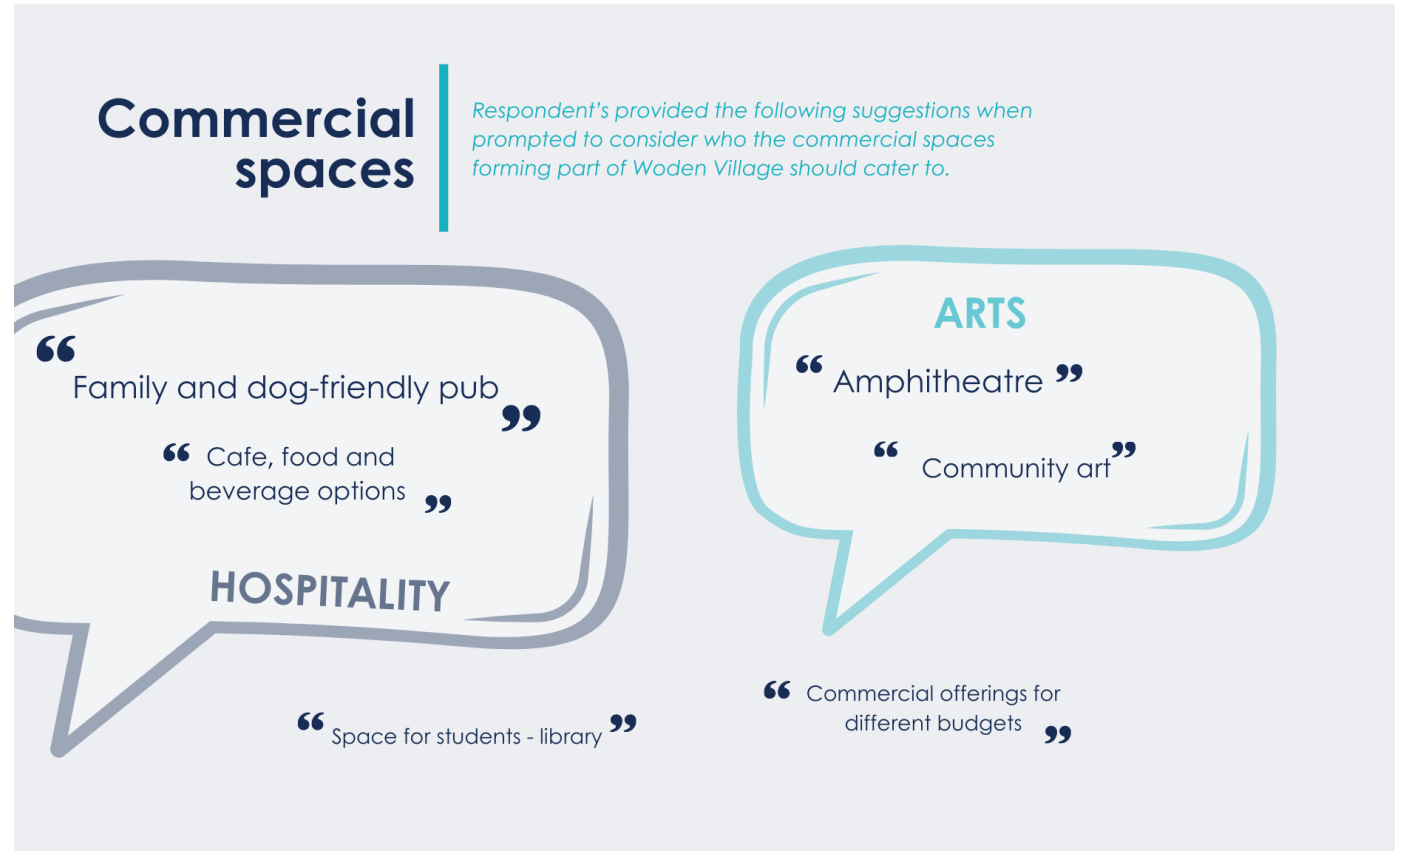 Commercial
spaces
Respondent's provided the following suggestions when
prompted to consider who the commercial spaces
forming part of Woden Village should cater to.
“ Family and dog-friendly pub ”
“ Cafe, food and
beverage options ”
HOSPITALITY
ARTS
“ Amphitheatre ”
“ Community art ”
“ Space for students - library ”
“ Commercial offerings for
different budgets ”